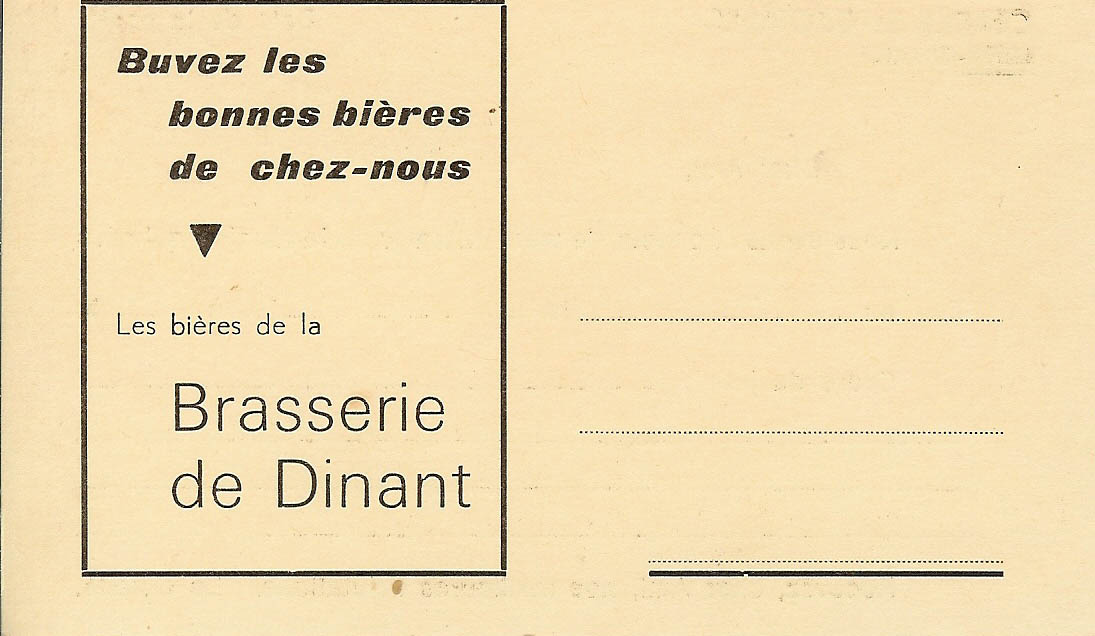 Buvez les
bonnes bières
de chez-nous
Les bières de la
Brasserie
de Dinant